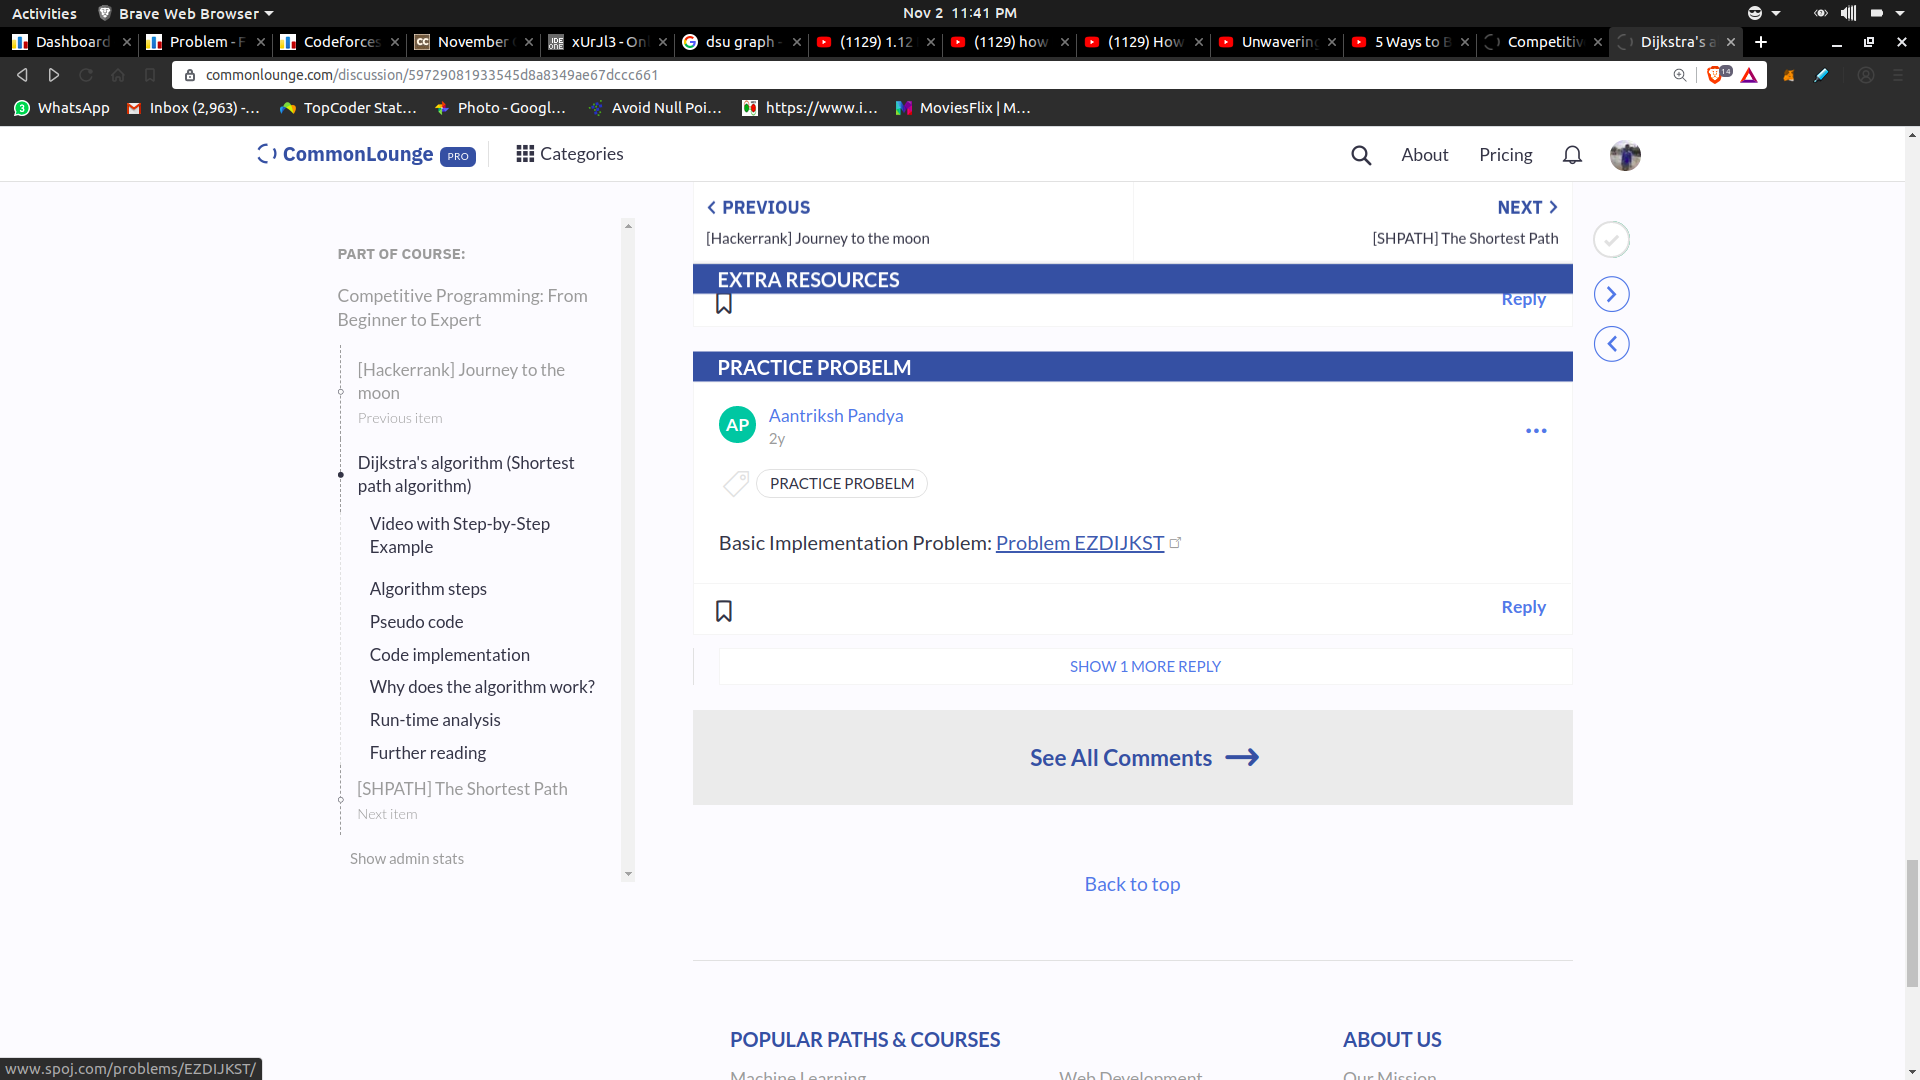 Activities
Brave Web Browser
Nov 2 11:41 PM
Dashboard
Problem - F
Codeforces
November
xUrJl3 - Onl
dsu graph -
(1129) 1.12
(1129) how
(1129) How
Unwavering
5 Ways to B
Competitiv
Dijkstra's a
commonlounge.com/discussion/59729081933545d8a8349ae67dccc661
14
WhatsApp
Inbox (2,963) -...
TopCoder Stat...
Photo - Googl...
Avoid Null Poi...
https://www.i...
MoviesFlix | M...
CommonLounge PRO
Categories
About
Pricing
PART OF COURSE:
Competitive Programming: From
Beginner to Expert
[Hackerrank] Journey to the
moon
Previous item
Dijkstra's algorithm (Shortest
path algorithm)
Video with Step-by-Step
Example
Algorithm steps
Pseudo code
Code implementation
Why does the algorithm work?
Run-time analysis
Further reading
[SHPATH] The Shortest Path
Next item
Show admin stats
PREVIOUS
[Hackerrank] Journey to the moon
NEXT
[SHPATH] The Shortest Path
EXTRA RESOURCES
Reply
PRACTICE PROBELM
AP
Aantriksh Pandya
2y
PRACTICE PROBELM
Basic Implementation Problem: Problem EZDIJKST
Reply
SHOW 1 MORE REPLY
See All Comments
Back to top
POPULAR PATHS & COURSES
ABOUT US
Machine Learning
Web Development
Our Mission
www.spoj.com/problems/EZDIJKST/